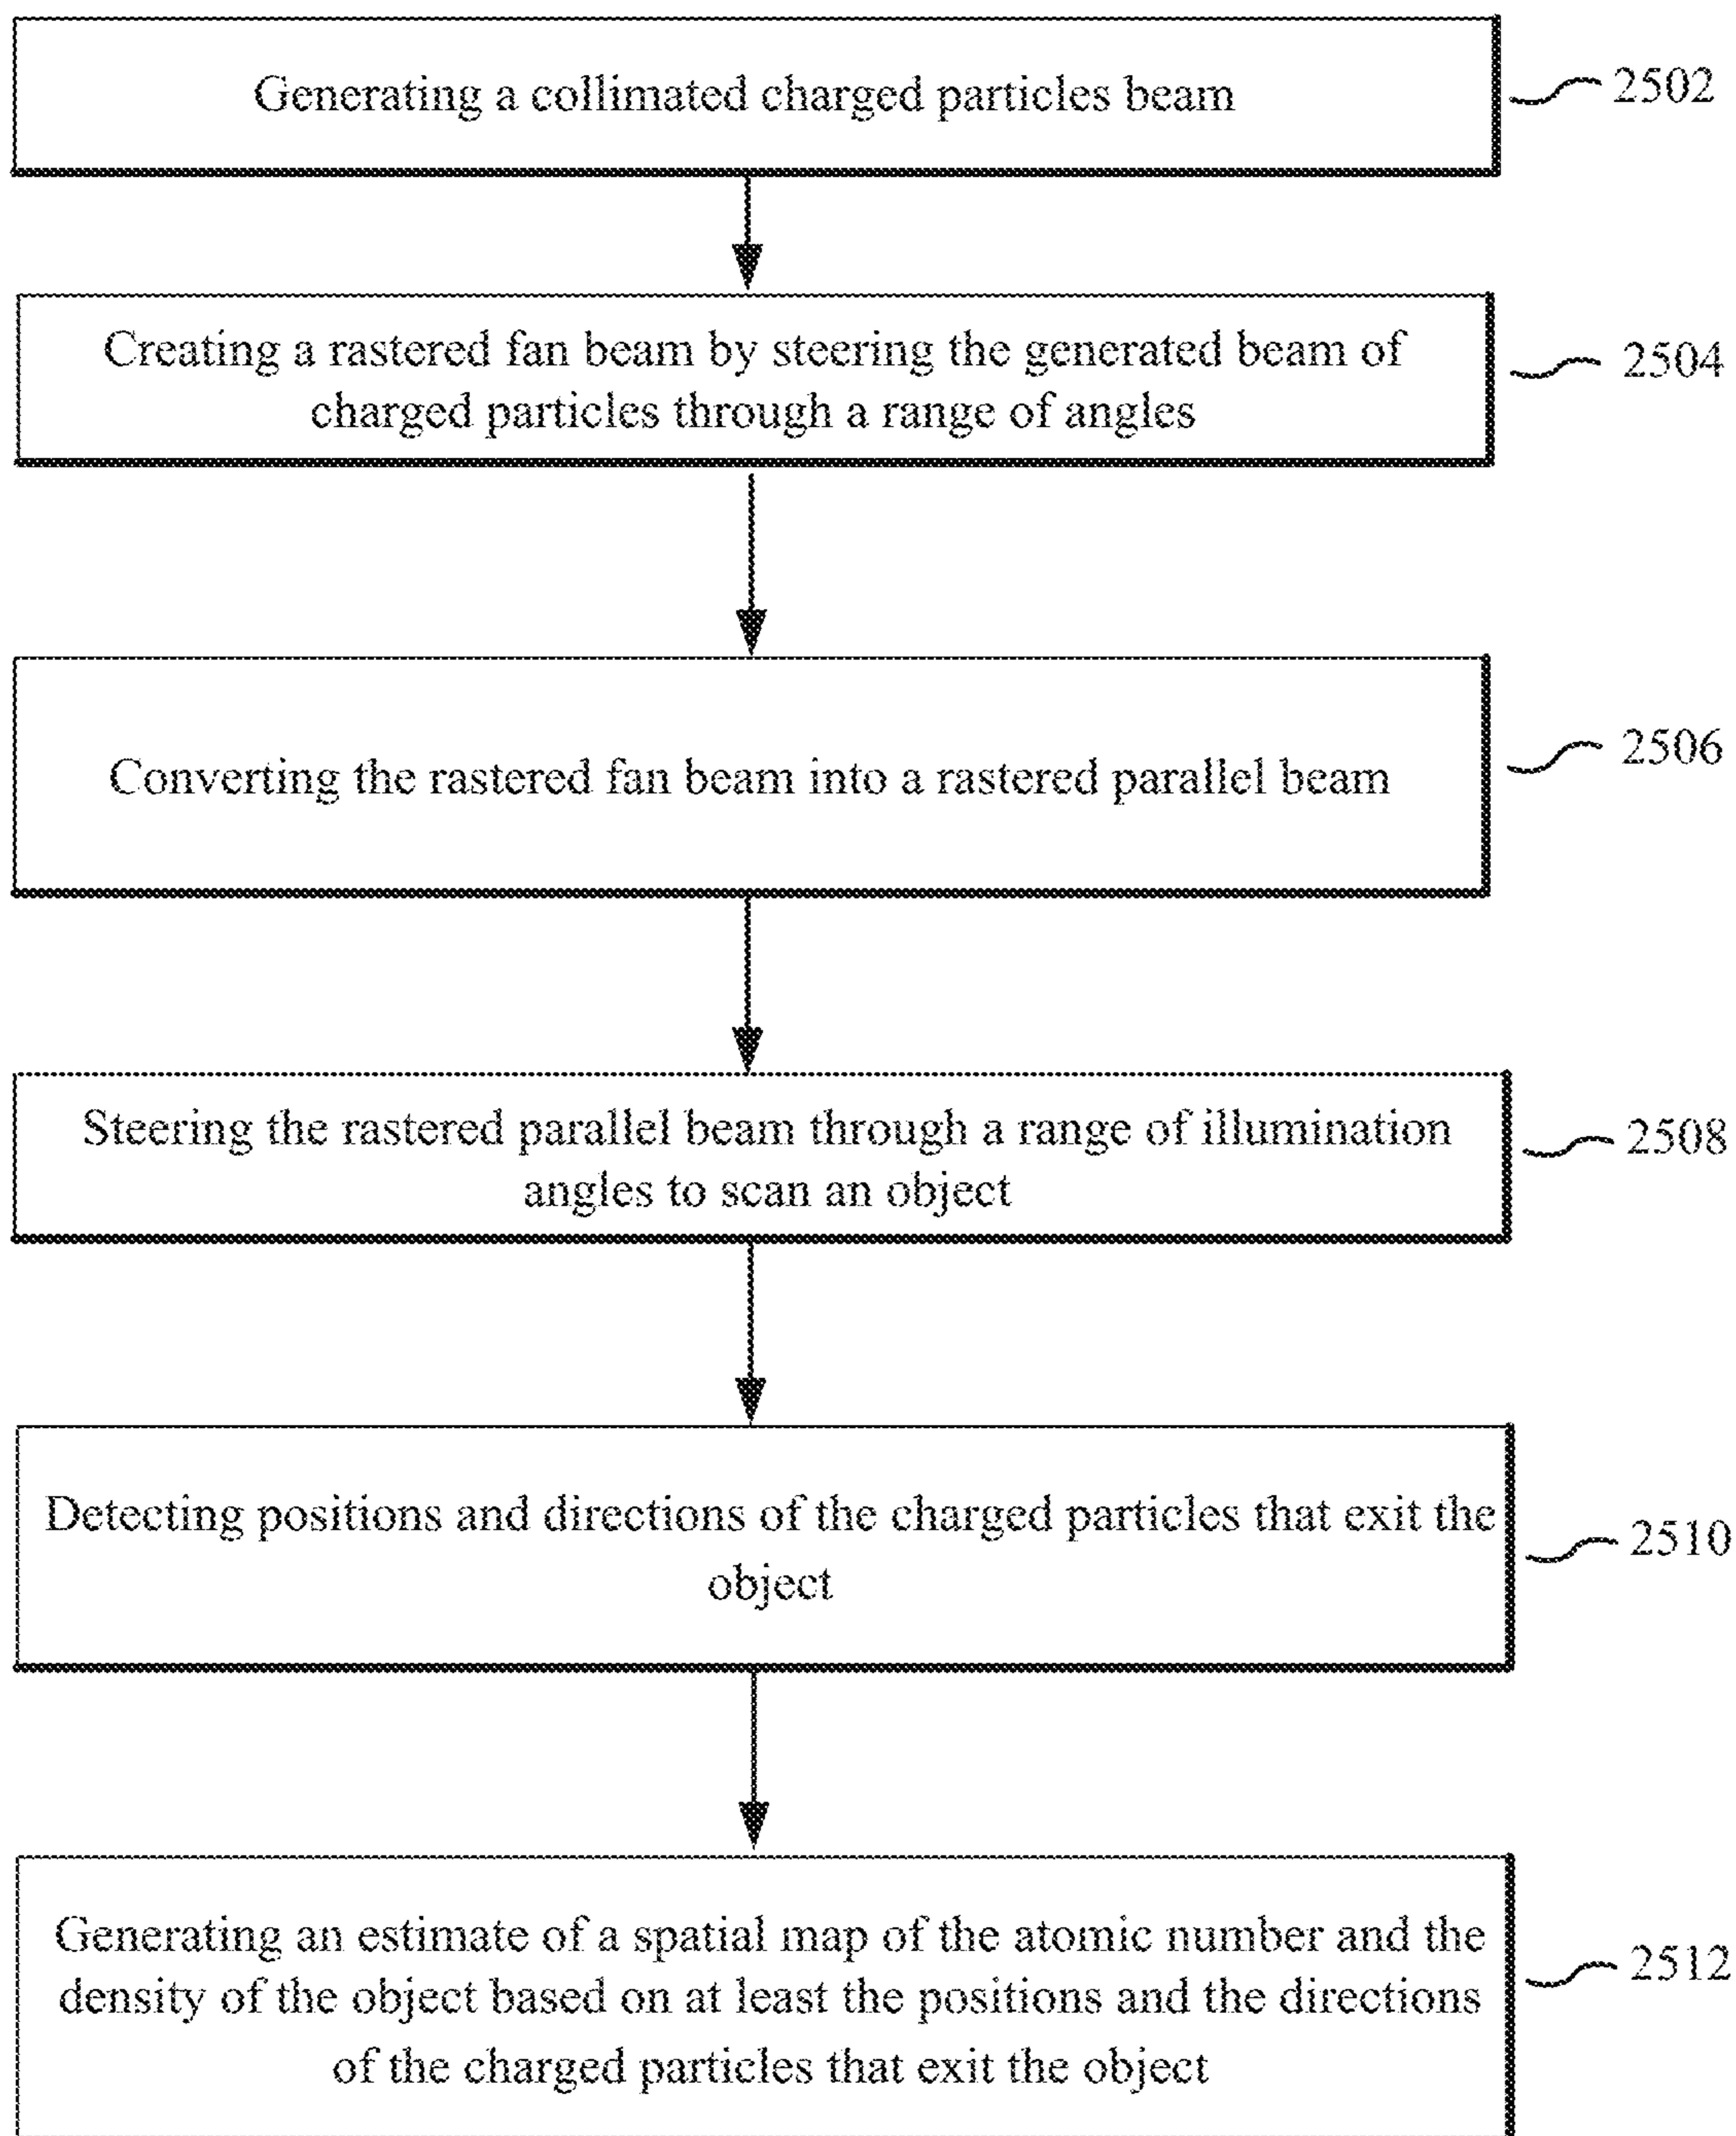 Generating a collimated charged particles beam
2502
Creating a rastered fan beam by steering the generated beam of
charged particles through a range of angles
2504
Converting the rastered fan beam into a rastered parallel beam
2506
Steering the rastered parallel beam through a range of illumination
angles to scan an object
2508
Detecting positions and directions of the charged particles that exit the
object
2510
Generating an estimate of a spatial map of the atomic number and the
density of the object based on at least the positions and the directions
of the charged particles that exit the object
2512